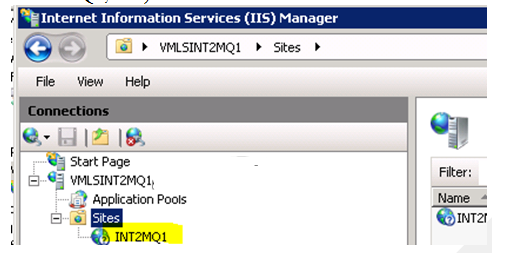 Internet Information Services (IIS) Manager
VMLSINT2MQ1 Sites
File View Help
Connections
Start Page
VMLSINT2MQ1
Filter:
Application Pools
Name
Sites
INT2MQ1